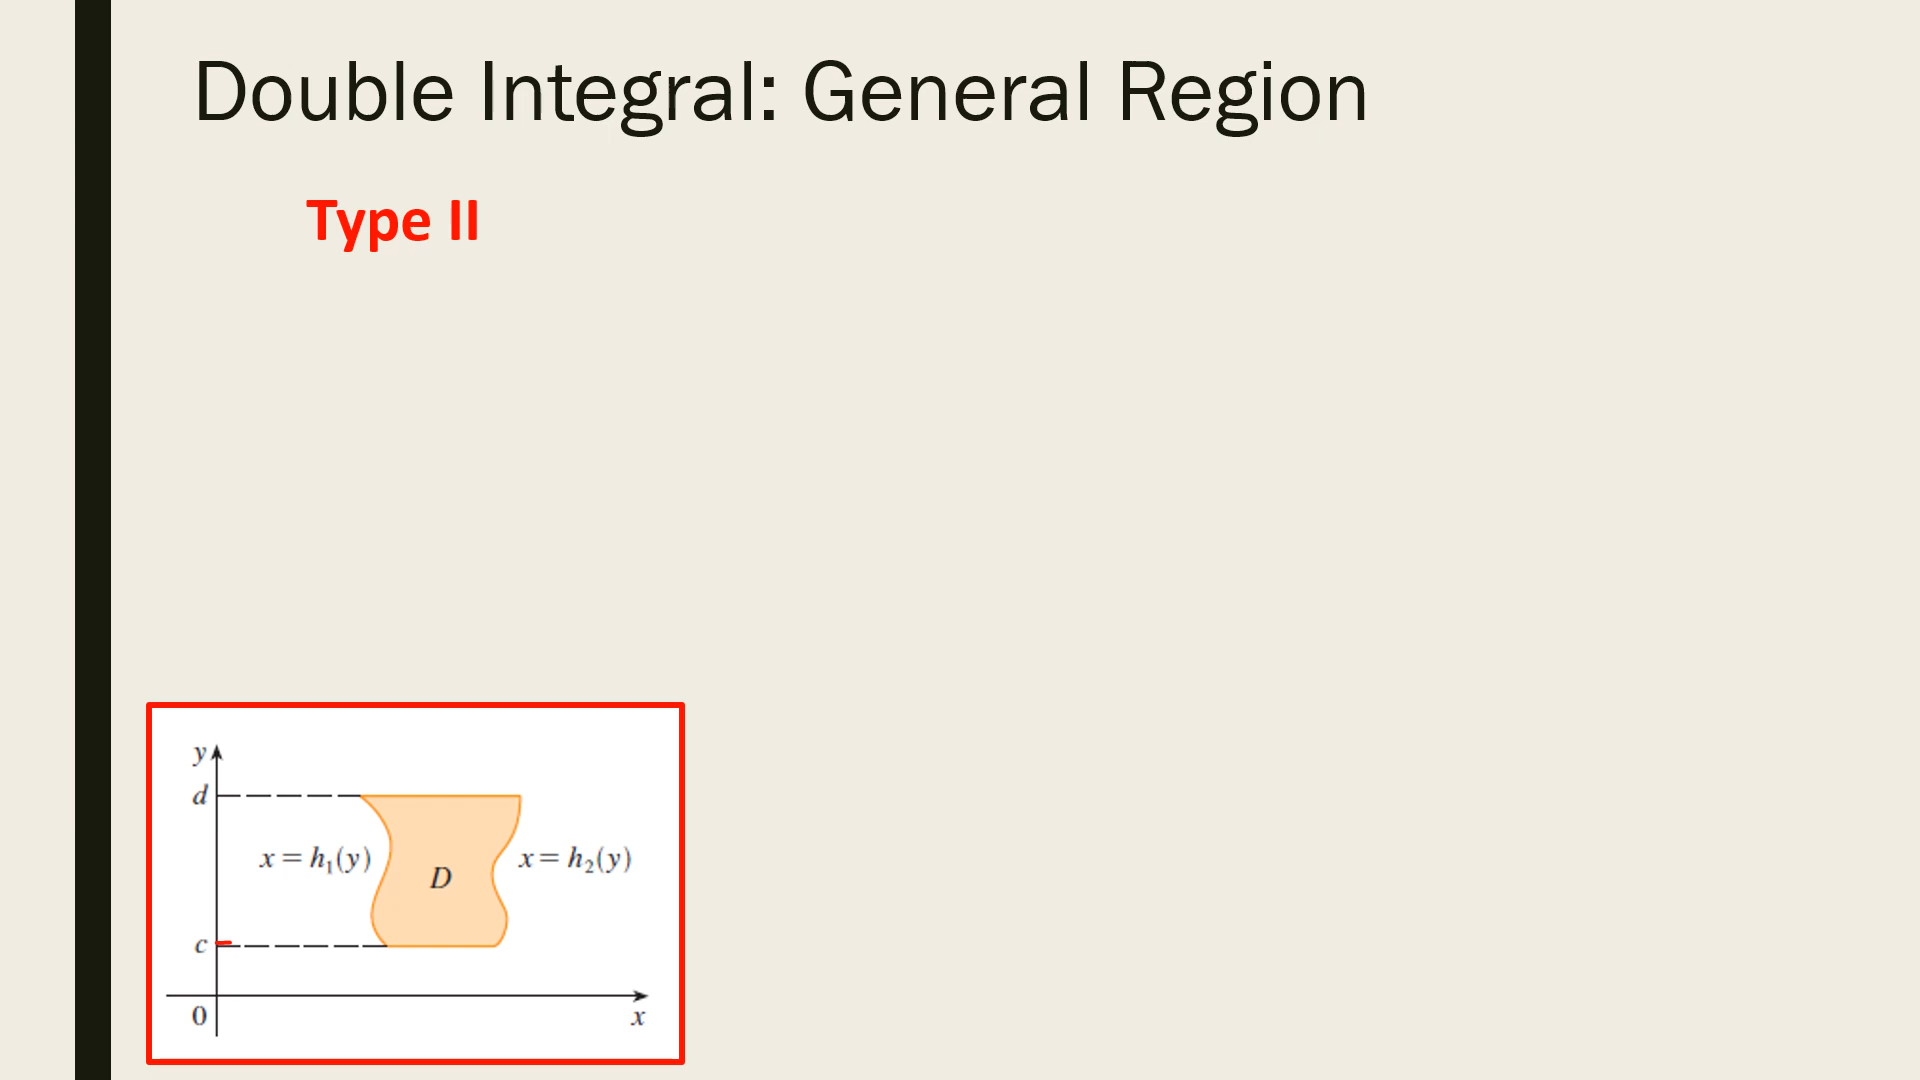 Double Integral: General Region
Type II
y
d
x = h₁(y)
D
x = h₂(y)
c
0
x